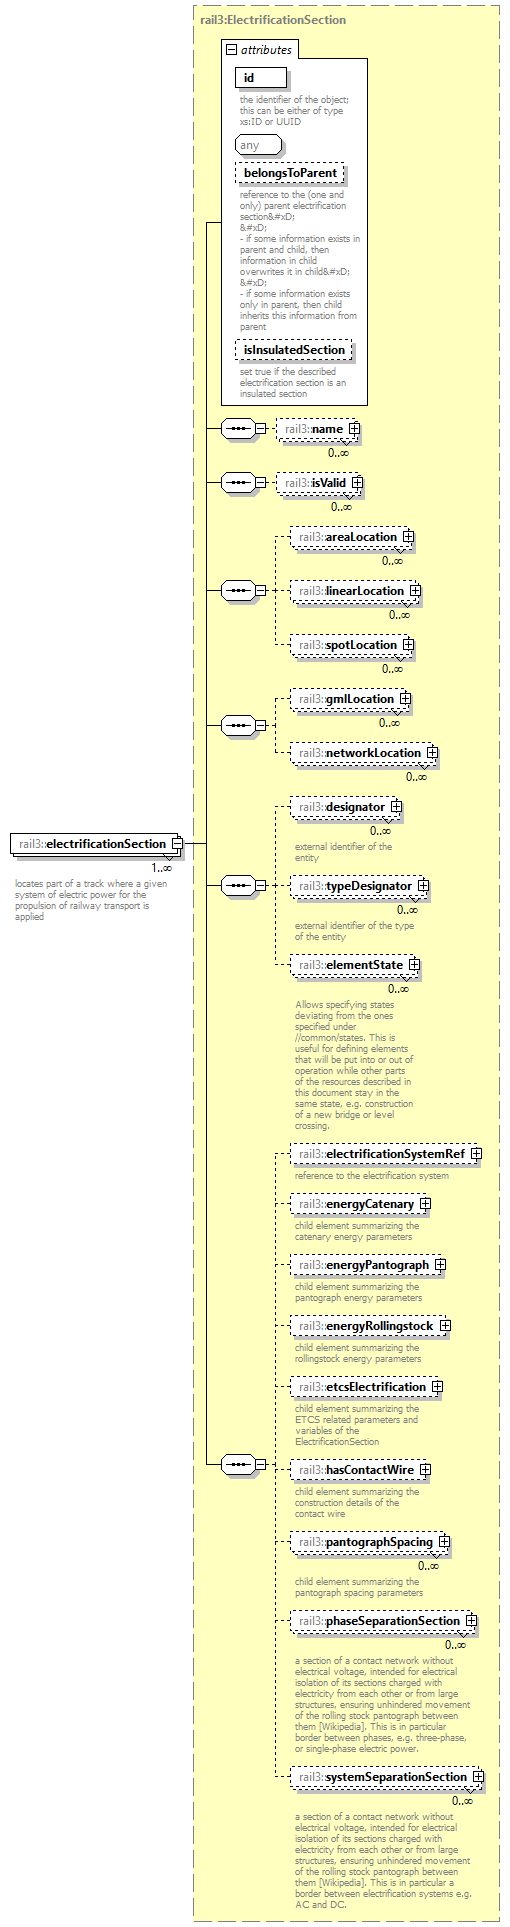 rail3:ElectrificationSection
attributes
id
the identifier of the object;
this can be either of type
xs:ID or UUID
any
belongsToParent
reference to the (one and
only) parent electrification
section&#xD;
&#xD;
- if some information exists in
parent and child, then
information in child
overwrites it in child&#xD;
&#xD;
- if some information exists
only in parent, then child
inherits this information from
parent
isInsulatedSection
set true if the described
electrification section is an
insulated section
rail3:name
0..∞
rail3:isValid
0..∞
rail3:areaLocation
0..∞
rail3:linearLocation
0..∞
rail3:spotLocation
0..∞
rail3:gmlLocation
0..∞
rail3:networkLocation
0..∞
rail3:electrificationSection
1..∞
locates part of a track where a given
system of electric power for the
propulsion of railway transport is
applied
rail3:designator
0..∞
external identifier of the
entity
rail3:typeDesignator
0..∞
external identifier of the type
of the entity
rail3:elementState
0..∞
Allows specifying states
deviating from the ones
specified under
//common/states. This is
useful for defining elements
that will be put into or out of
operation while other parts
of the resources described in
this document stay in the
same state, e.g. construction
of a new bridge or level
crossing.
rail3:electrificationSystemRef
reference to the electrification system
rail3:energyCatenary
child element summarizing the
catenary energy parameters
rail3:energyPantograph
child element summarizing the
pantograph energy parameters
rail3:energyRollingstock
child element summarizing the
rollingstock energy parameters
rail3:etcsElectrification
child element summarizing the
ETCS related parameters and
variables of the
ElectrificationSection
rail3:hasContactWire
child element summarizing the
construction details of the
contact wire
rail3:pantographSpacing
0..∞
child element summarizing the
pantograph spacing parameters
rail3:phaseSeparationSection
0..∞
a section of a contact network without
electrical voltage, intended for electrical
isolation of its sections charged with
electricity from each other or from large
structures, ensuring unhindered movement
of the rolling stock pantograph between
them [Wikipedia]. This is in particular
border between phases, e.g. three-phase,
or single-phase electric power.
rail3:systemSeparationSection
0..∞
a section of a contact network without
electrical voltage, intended for electrical
isolation of its sections charged with
electricity from each other or from large
structures, ensuring unhindered movement
of the rolling stock pantograph between
them [Wikipedia]. This is in particular a
border between electrification systems e.g.
AC and DC.